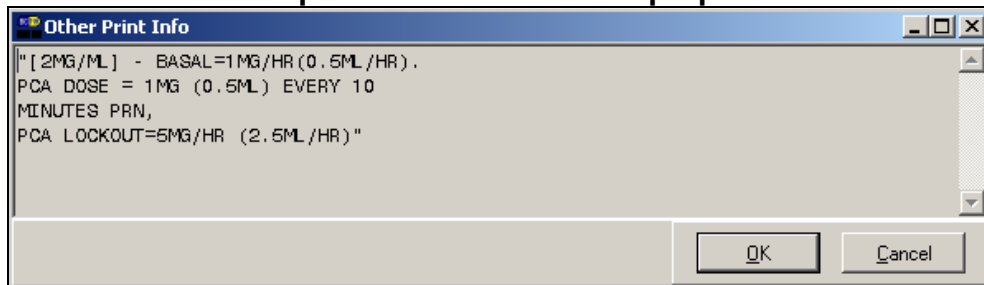 Other Print Info
"[2MG/ML] - BASAL=1MG/HR(0.5ML/HR).
PCA DOSE = 1MG (0.5ML) EVERY 10
MINUTES PRN,
PCA LOCKOUT=5MG/HR (2.5ML/HR)"
OK Cancel